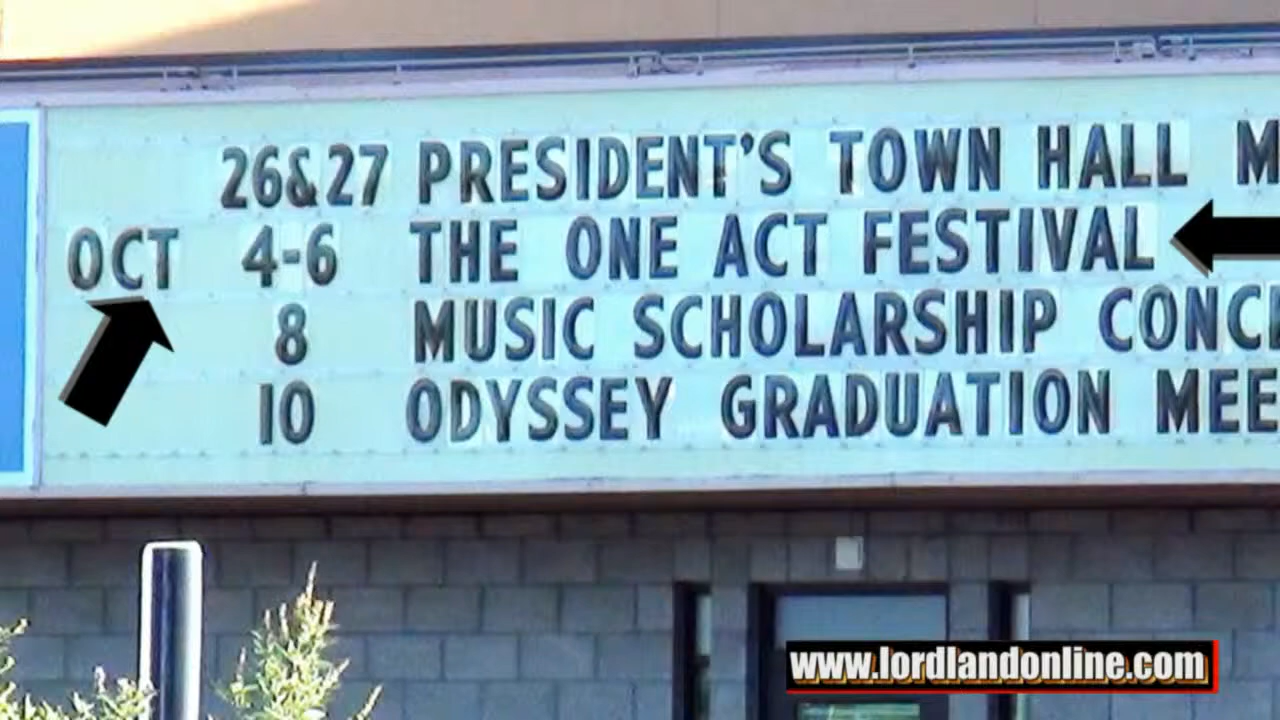 26&27 PRESIDENT'S TOWN HALL
OCT 4-6 THE ONE ACT FESTIVAL
8 MUSIC SCHOLARSHIP
10 ODYSSEY GRADUATION
www.lordlandonline.com